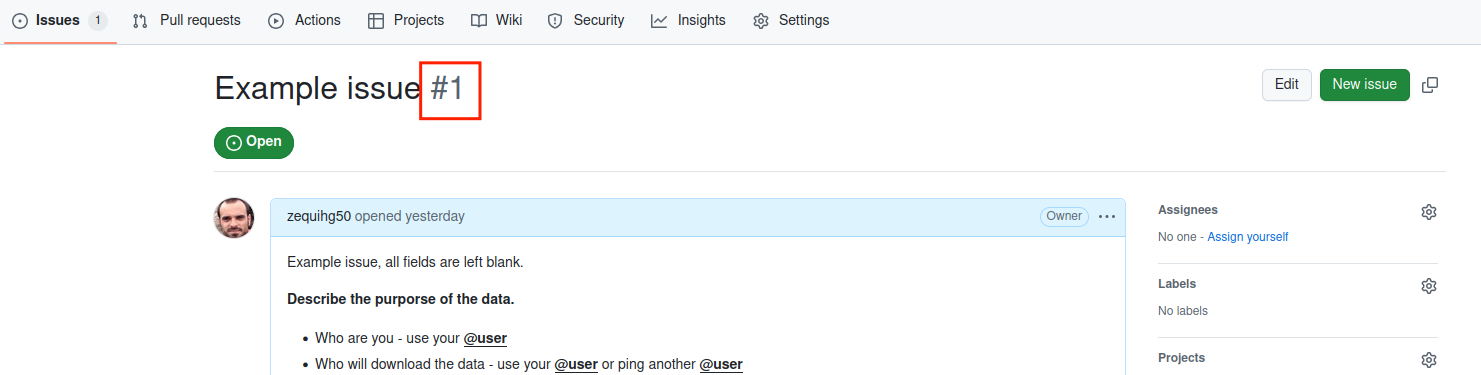 Issues 1 Pull requests Actions Projects Wiki Security Insights Settings
Example issue #1
Edit New issue
Open
zequihg50 opened yesterday Owner
Assignees
No one - Assign yourself
Example issue, all fields are left blank.
Describe the purporse of the data.
Labels
No labels
• Who are you - use your @user
• Who will download the data - use your @user or ping another @user
Projects